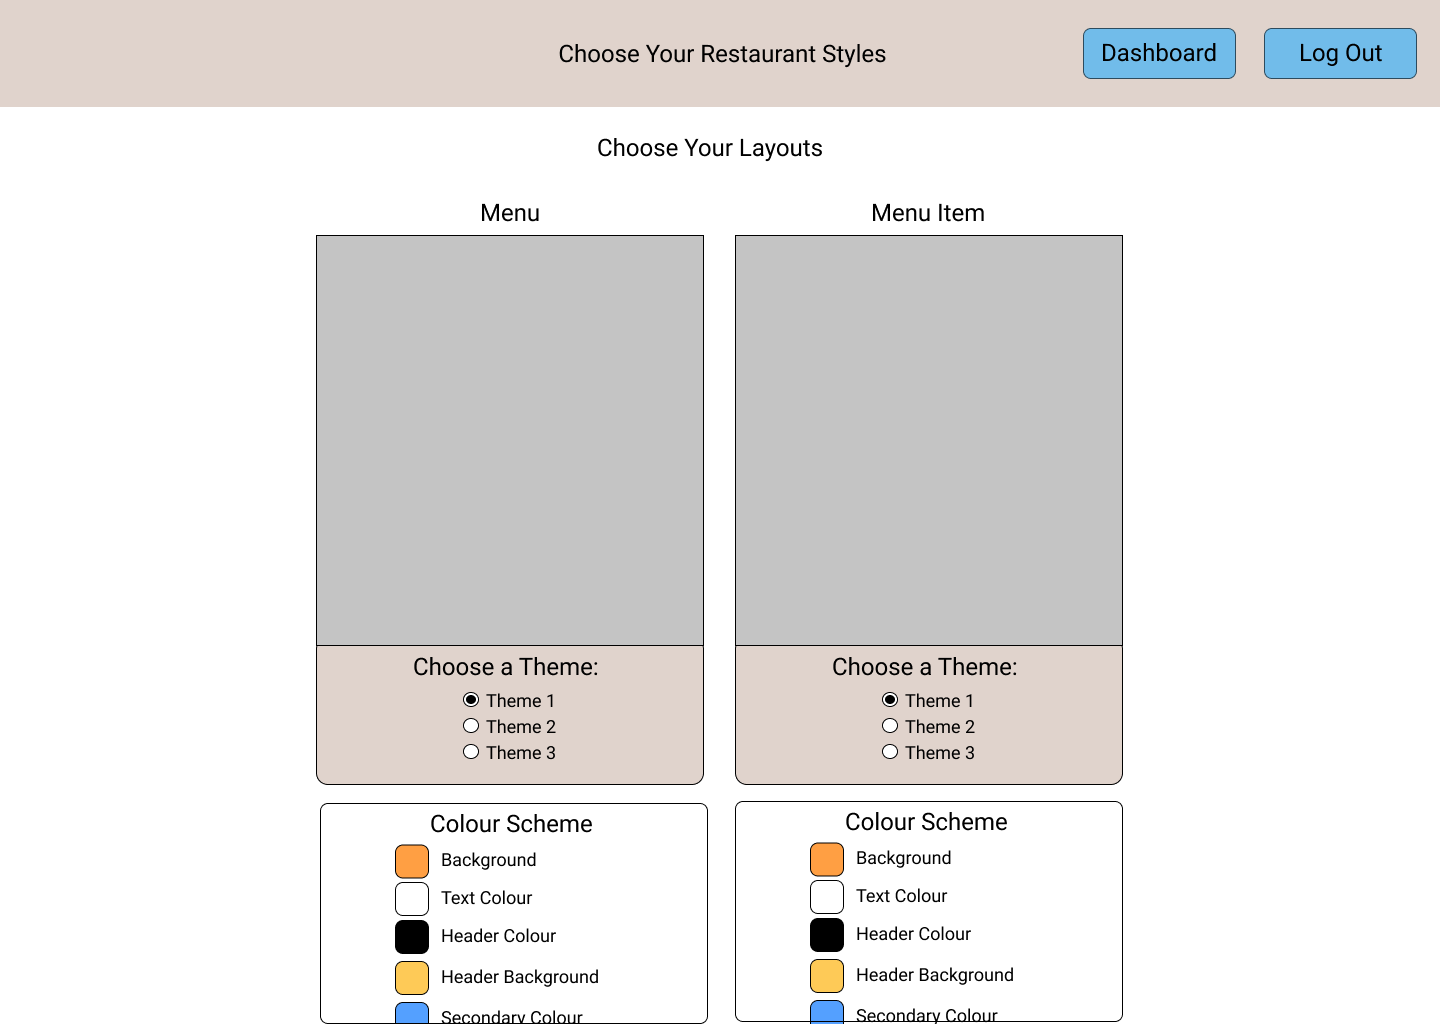 Choose Your Restaurant Styles
Dashboard
Log Out
Choose Your Layouts
Menu
Menu Item
Choose a Theme:
Theme 1
Theme 2
Theme 3
Choose a Theme:
Theme 1
Theme 2
Theme 3
Colour Scheme
Background
Text Colour
Header Colour
Header Background
Secondary Colour
Colour Scheme
Background
Text Colour
Header Colour
Header Background
Secondary Colour